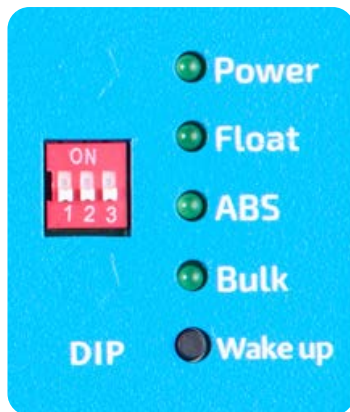 Power
Float
ON
1 2 3
ABS
Bulk
DIP
Wake up